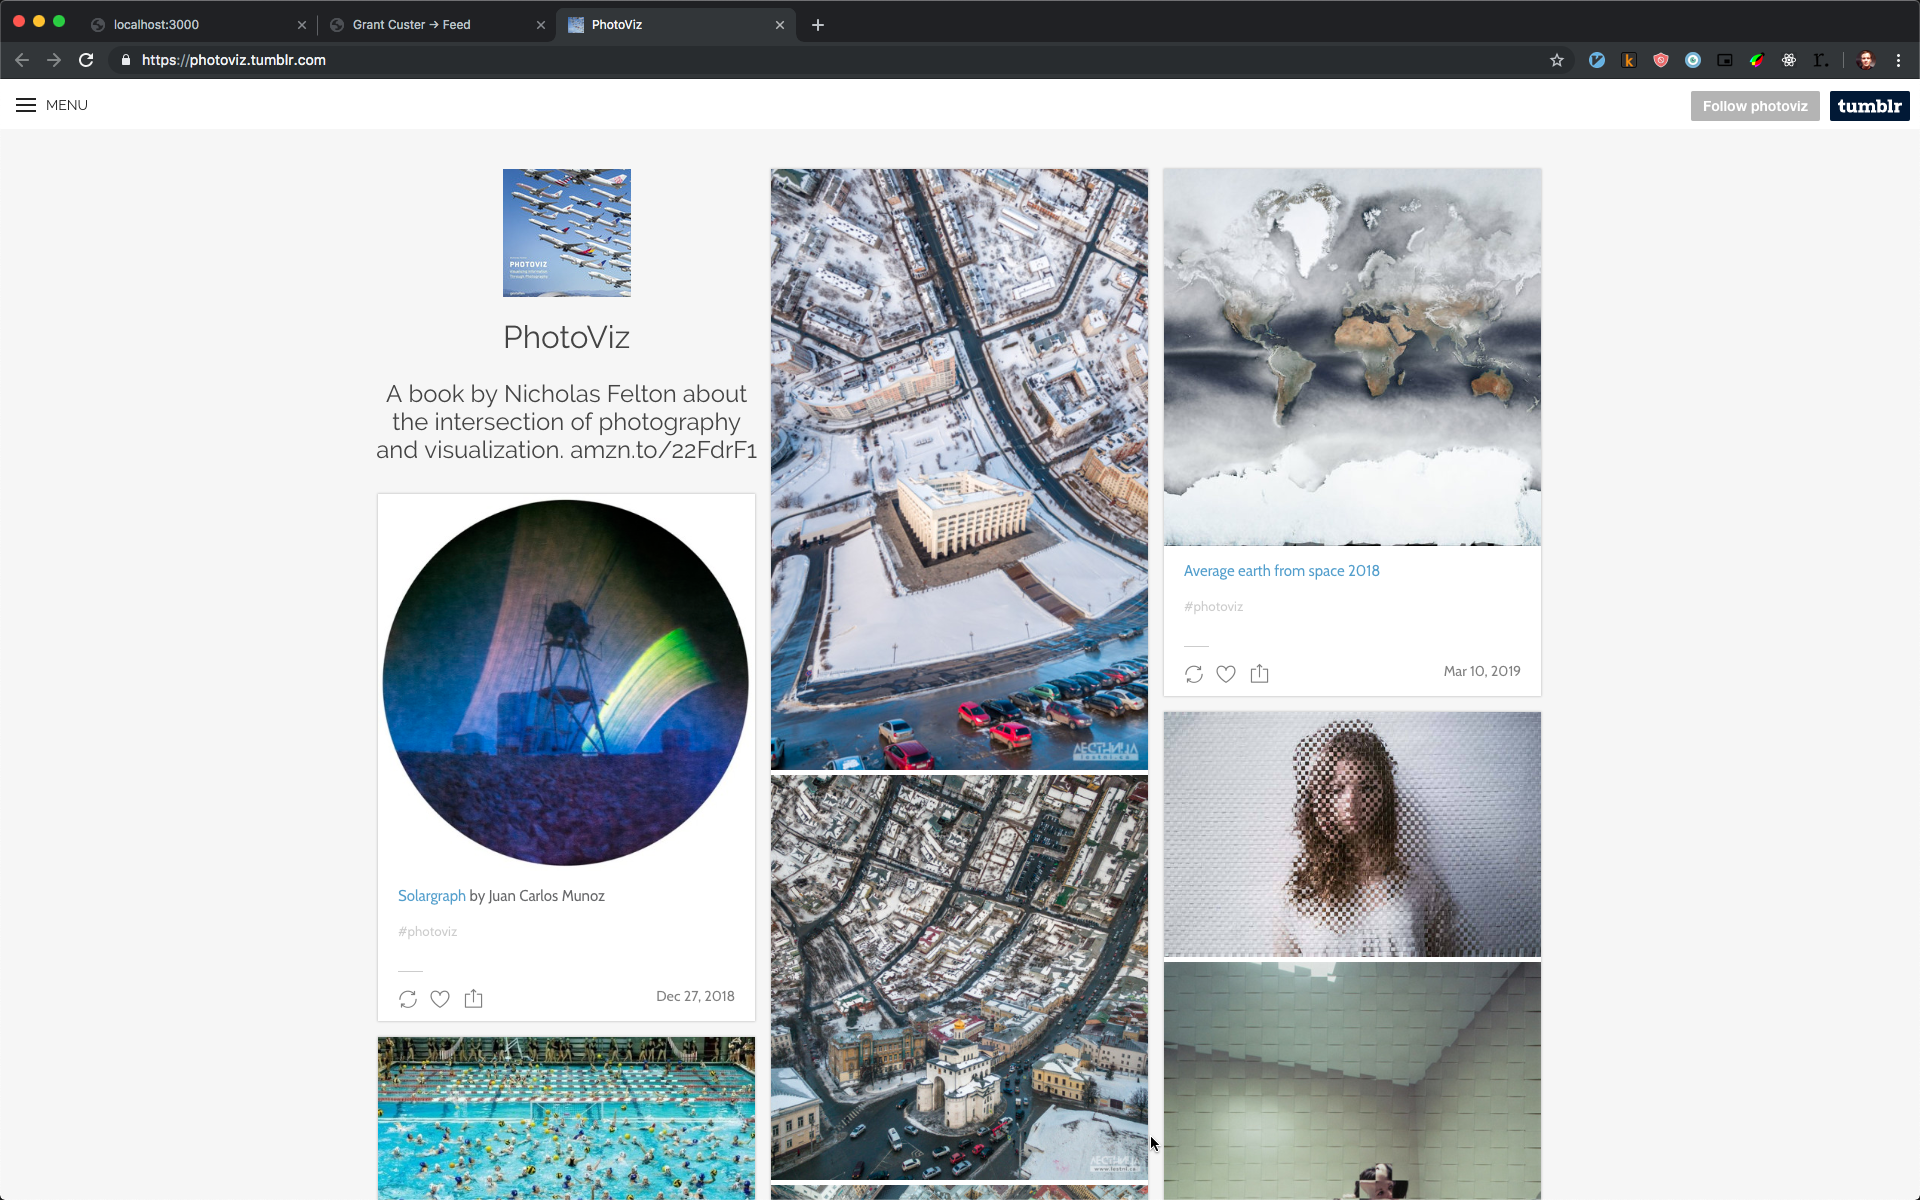 localhost:3000
Grant Custer → Feed
PhotoViz
https://photoviz.tumblr.com
MENU
Follow photoviz
tumblr
PHOTOVIZ
PhotoViz
A book by Nicholas Felton about
the intersection of photography
and visualization. amzn.to/22FdrF1
Solargraph by Juan Carlos Munoz
#photoviz
Dec 27, 2018
ЛЕСТНИЦА
ЛЕСТНИЦА
Average earth from space 2018
#photoviz
Mar 10, 2019